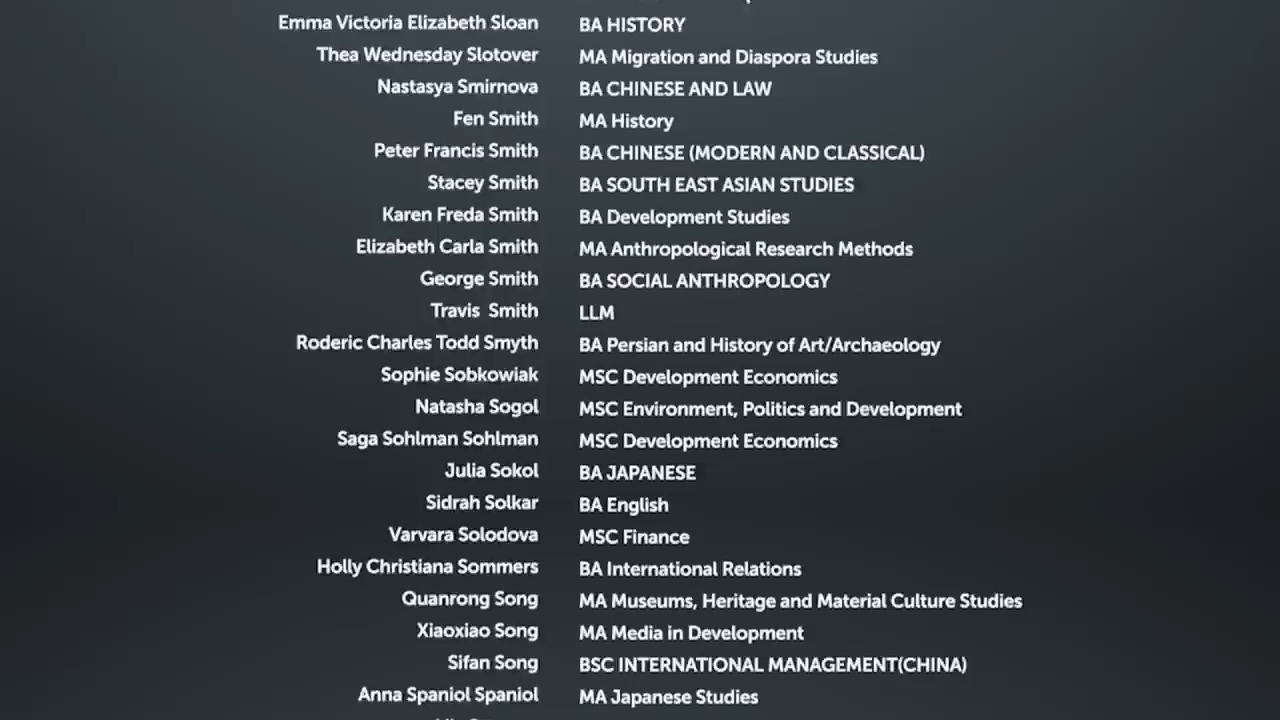 Emma Victoria Elizabeth Sloan BA HISTORY
Thea Wednesday Slotover MA Migration and Diaspora Studies
Nastasya Smirnova BA CHINESE AND LAW
Fen Smith MA History
Peter Francis Smith BA CHINESE (MODERN AND CLASSICAL)
Stacey Smith BA SOUTH EAST ASIAN STUDIES
Karen Freda Smith BA Development Studies
Elizabeth Carla Smith MA Anthropological Research Methods
George Smith BA SOCIAL ANTHROPOLOGY
Travis  Smith LLM
Roderic Charles Todd Smyth BA Persian and History of Art/Archaeology
Sophie Sobkowiak MSC Development Economics
Natasha Sogol MSC Environment, Politics and Development
Saga Sohlman Sohlman MSC Development Economics
Julia Sokol BA JAPANESE
Sidrah Solkar BA English
Varvara Solodova MSC Finance
Holly Christiana Sommers BA International Relations
Quanrong Song MA Museums, Heritage and Material Culture Studies
Xiaoxiao Song MA Media in Development
Sifan Song BSC INTERNATIONAL MANAGEMENT(CHINA)
Anna Spaniol Spaniol MA Japanese Studies